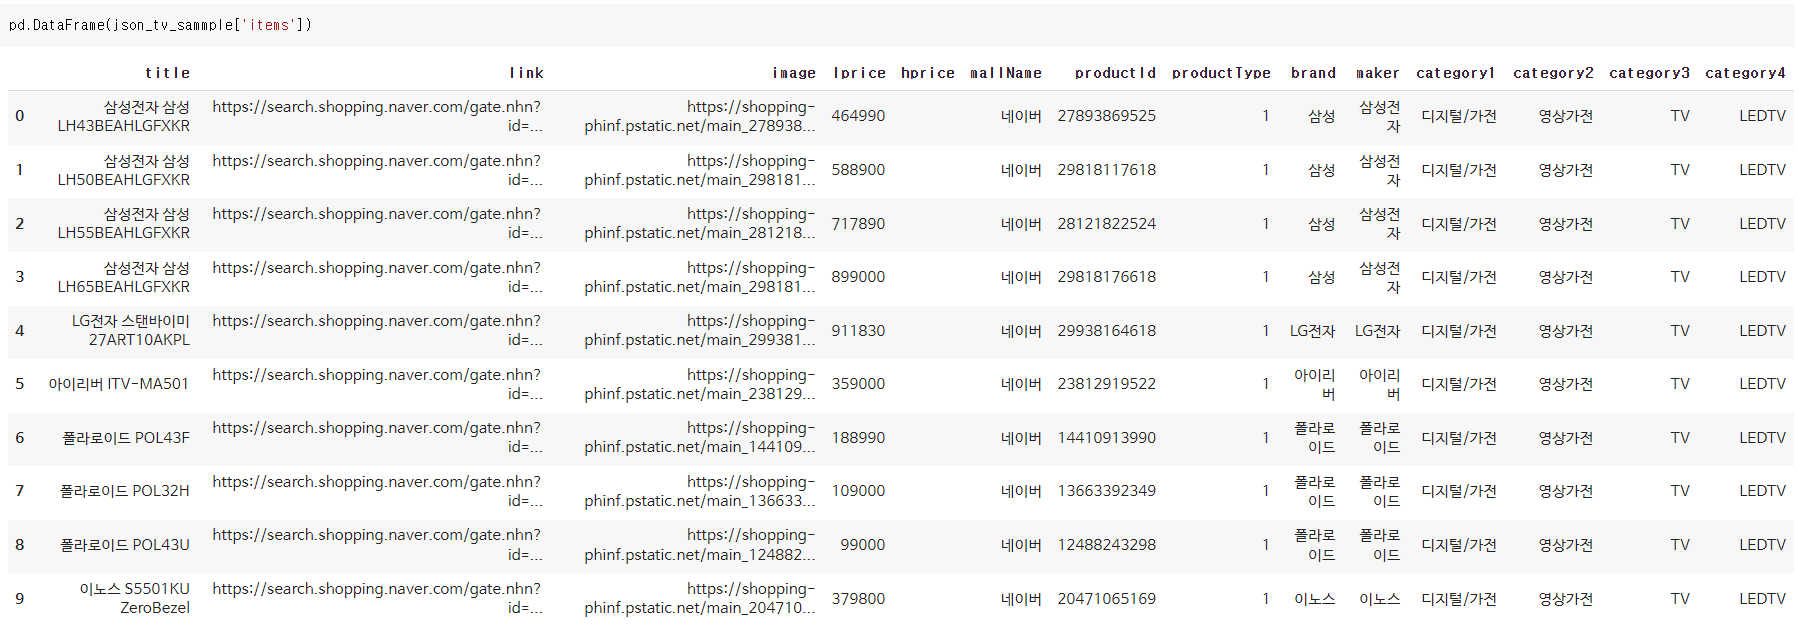 pd.DataFrame(json_tv_sammple['items'])
title link image lprice hprice mallName productId productType brand maker category1 category2 category3 category4
0 삼성전자 삼성 LH43BEAHLGFXKR https://search.shopping.naver.com/gate.nhn?id=... https://shopping-phinf.pstatic.net/main_278938... 464990 네이버 27893869525 1 삼성 삼성전자 디지털/가전 영상가전 TV LEDTV
1 삼성전자 삼성 LH50BEAHLGFXKR https://search.shopping.naver.com/gate.nhn?id=... https://shopping-phinf.pstatic.net/main_298181... 588900 네이버 29818117618 1 삼성 삼성전자 디지털/가전 영상가전 TV LEDTV
2 삼성전자 삼성 LH55BEAHLGFXKR https://search.shopping.naver.com/gate.nhn?id=... https://shopping-phinf.pstatic.net/main_281218... 717890 네이버 28121822524 1 삼성 삼성전자 디지털/가전 영상가전 TV LEDTV
3 삼성전자 삼성 LH65BEAHLGFXKR https://search.shopping.naver.com/gate.nhn?id=... https://shopping-phinf.pstatic.net/main_298181... 899000 네이버 29818176618 1 삼성 삼성전자 디지털/가전 영상가전 TV LEDTV
4 LG전자 스탠바이미 27ART10AKPL https://search.shopping.naver.com/gate.nhn?id=... https://shopping-phinf.pstatic.net/main_299381... 911830 네이버 29938164618 1 LG전자 LG전자 디지털/가전 영상가전 TV LEDTV
5 아이리버 ITV-MA501 https://search.shopping.naver.com/gate.nhn?id=... https://shopping-phinf.pstatic.net/main_238129... 359000 네이버 23812919522 1 아이리버 아이리버 디지털/가전 영상가전 TV LEDTV
6 폴라로이드 POL43F https://search.shopping.naver.com/gate.nhn?id=... https://shopping-phinf.pstatic.net/main_144109... 188990 네이버 14410913990 1 폴라로이드 폴라로이드 디지털/가전 영상가전 TV LEDTV
7 폴라로이드 POL32H https://search.shopping.naver.com/gate.nhn?id=... https://shopping-phinf.pstatic.net/main_136633... 109000 네이버 13663392349 1 폴라로이드 폴라로이드 디지털/가전 영상가전 TV LEDTV
8 폴라로이드 POL43U https://search.shopping.naver.com/gate.nhn?id=... https://shopping-phinf.pstatic.net/main_124882... 99000 네이버 12488243298 1 폴라로이드 폴라로이드 디지털/가전 영상가전 TV LEDTV
9 이노스 S5501KU ZeroBezel https://search.shopping.naver.com/gate.nhn?id=... https://shopping-phinf.pstatic.net/main_204710... 379800 네이버 20471065169 1 이노스 이노스 디지털/가전 영상가전 TV LEDTV